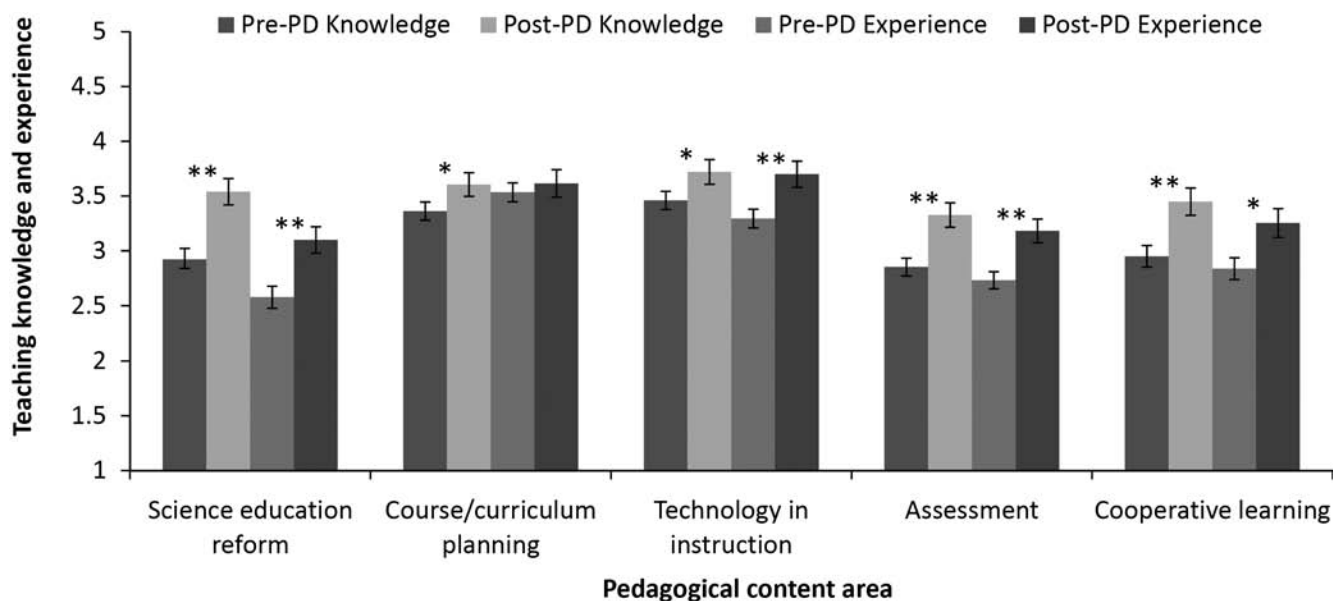 Pre-PD Knowledge Post-PD Knowledge Pre-PD Experience Post-PD Experience
Teaching knowledge and experience
5
4.5
4
3.5
3
2.5
2
1.5
1
** ** * * ** ** ** ** *
Science education reform
Course/curriculum planning
Technology in instruction
Assessment
Cooperative learning
Pedagogical content area